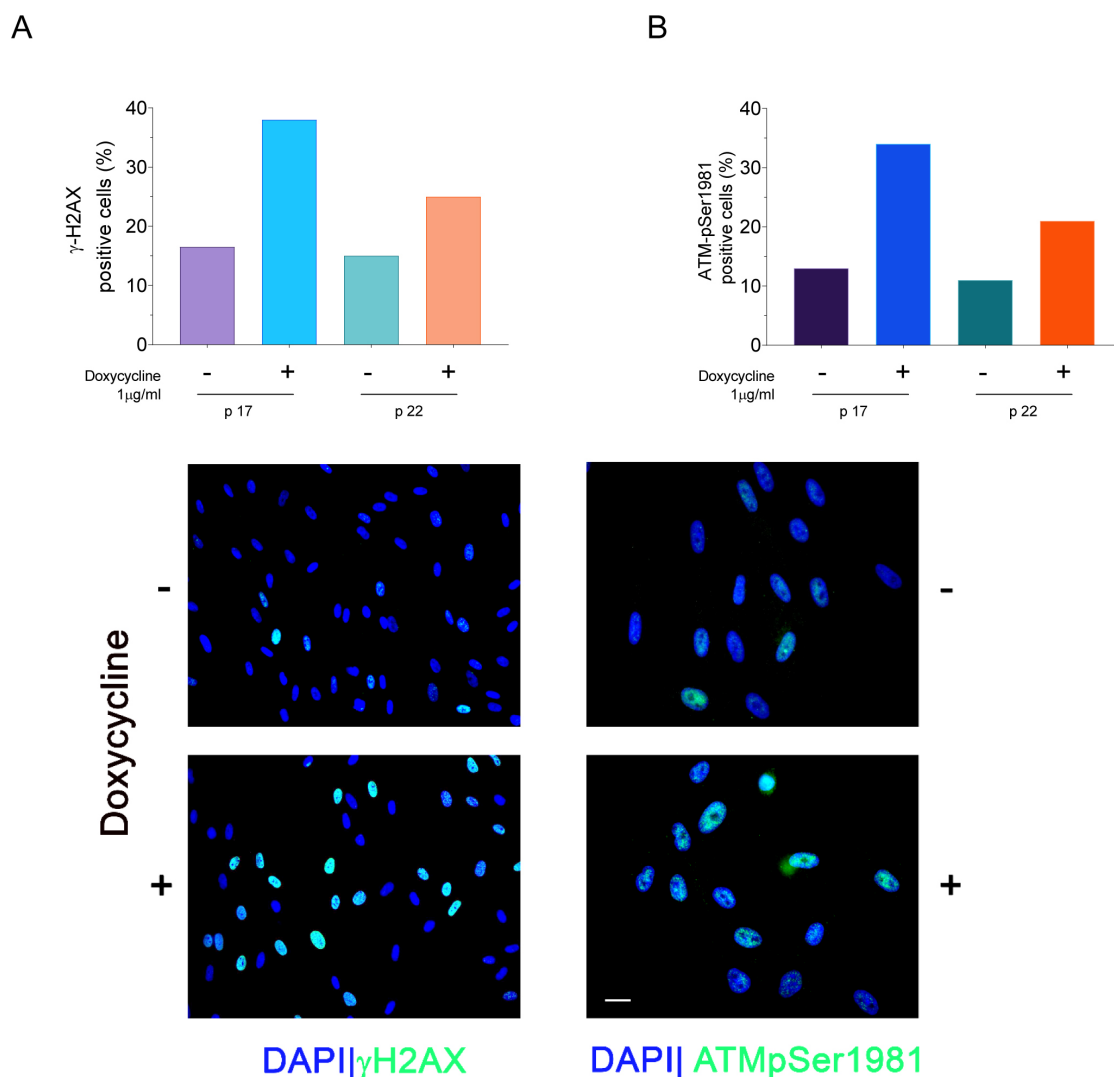 A
B
γ-H2AX
positive cells (%)
40
30
20
10
0
Doxycycline
1μg/ml
- + - +
p 17 p 22
ATM-pSer1981
positive cells (%)
40
30
20
10
0
Doxycycline
1μg/ml
- + - +
p 17 p 22
Doxycycline
- -
+ +
DAPI|γH2AX
DAPI| ATMpSer1981